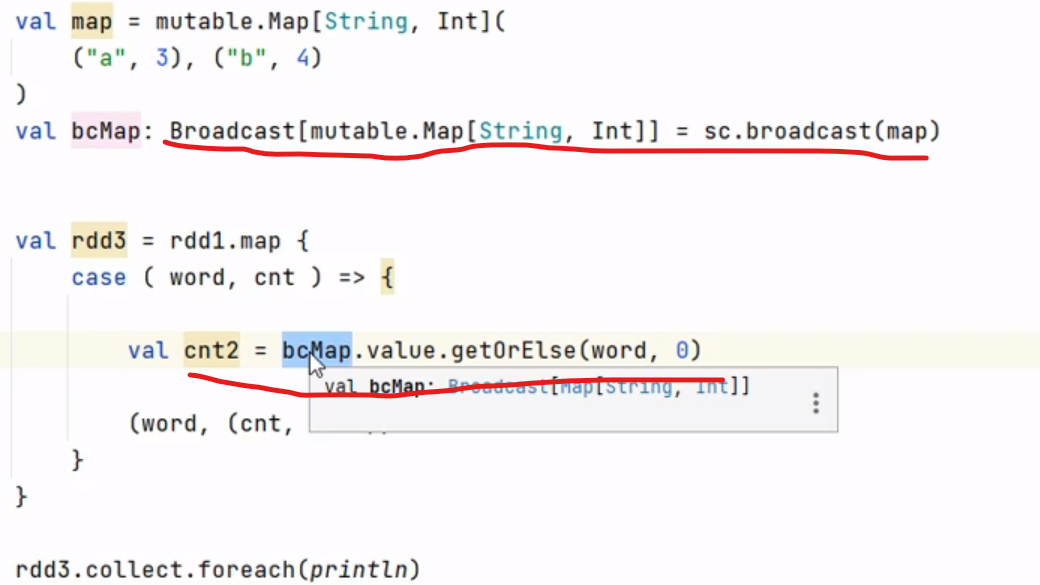 val map = mutable.Map[String, Int](
("a", 3), ("b", 4)
)
val bcMap: Broadcast[mutable.Map[String, Int]] = sc.broadcast(map)
val rdd3 = rdd1.map {
case ( word, cnt ) => {
val cnt2 = bcMap.value.getOrElse(word, 0)
val bcMap: Broadcast[Map[String, Int]]
(word, (cnt,
}
}
rdd3.collect.foreach(println)